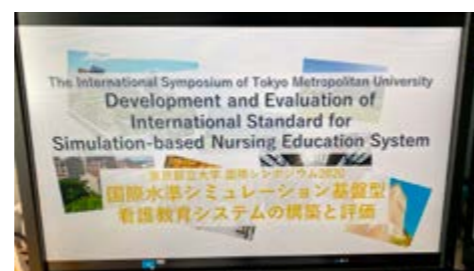 The International Symposium of Tokyo Metropolitan University
Development and Evaluation of
International Standard for
Simulation-based Nursing Education System
東京都立大学 国際シンポジウム2020
国際水準シミュレーション基盤型
看護教育システムの構築と評価